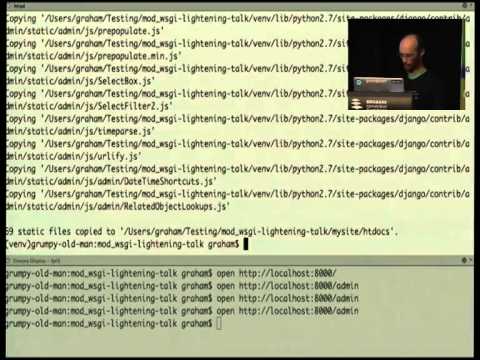 Copying '/Users/graham/Testing/mod_wsgi-lightening-talk/venv/lib/python2.7/site-packages/django/contrib/a
dmin/static/admin/js/prepopulate.js'
Copying '/Users/graham/Testing/mod_wsgi-lightening-talk/venv/lib/python2.7/site-packages/django/contrib/a
dmin/static/admin/js/prepopulate.min.js'
Copying '/Users/graham/Testing/mod_wsgi-lightening-talk/venv/lib/python2.7/site-packages/django/contrib/a
dmin/static/admin/js/SelectBox.js'
Copying '/Users/graham/Testing/mod_wsgi-lightening-talk/venv/lib/python2.7/site-packages/django/contrib/a
dmin/static/admin/js/SelectFilter2.js'
Copying '/Users/graham/Testing/mod_wsgi-lightening-talk/venv/lib/python2.7/site-packages/django/contrib/a
dmin/static/admin/js/timeparse.js'
Copying '/Users/graham/Testing/mod_wsgi-lightening-talk/venv/lib/python2.7/site-packages/django/contrib/a
dmin/static/admin/js/urlify.js'
Copying '/Users/graham/Testing/mod_wsgi-lightening-talk/venv/lib/python2.7/site-packages/django/contrib/a
dmin/static/admin/js/admin/DateTimeShortcuts.js'
Copying '/Users/graham/Testing/mod_wsgi-lightening-talk/venv/lib/python2.7/site-packages/django/contrib/a
dmin/static/admin/js/admin/RelatedObjectLookups.js'
69 static files copied to '/Users/graham/Testing/mod_wsgi-lightening-talk/mysite/htdocs'.
(venv)grumpy-old-man:mod_wsgi-lightening-talk graham$
grumpy-old-man:mod_wsgi-lightening-talk graham$ open http://localhost:8000/
grumpy-old-man:mod_wsgi-lightening-talk graham$ open http://localhost:8000/admin
grumpy-old-man:mod_wsgi-lightening-talk graham$ open http://localhost:8000/admin
grumpy-old-man:mod_wsgi-lightening-talk graham$ open http://localhost:8000/admin
grumpy-old-man:mod_wsgi-lightening-talk graham$